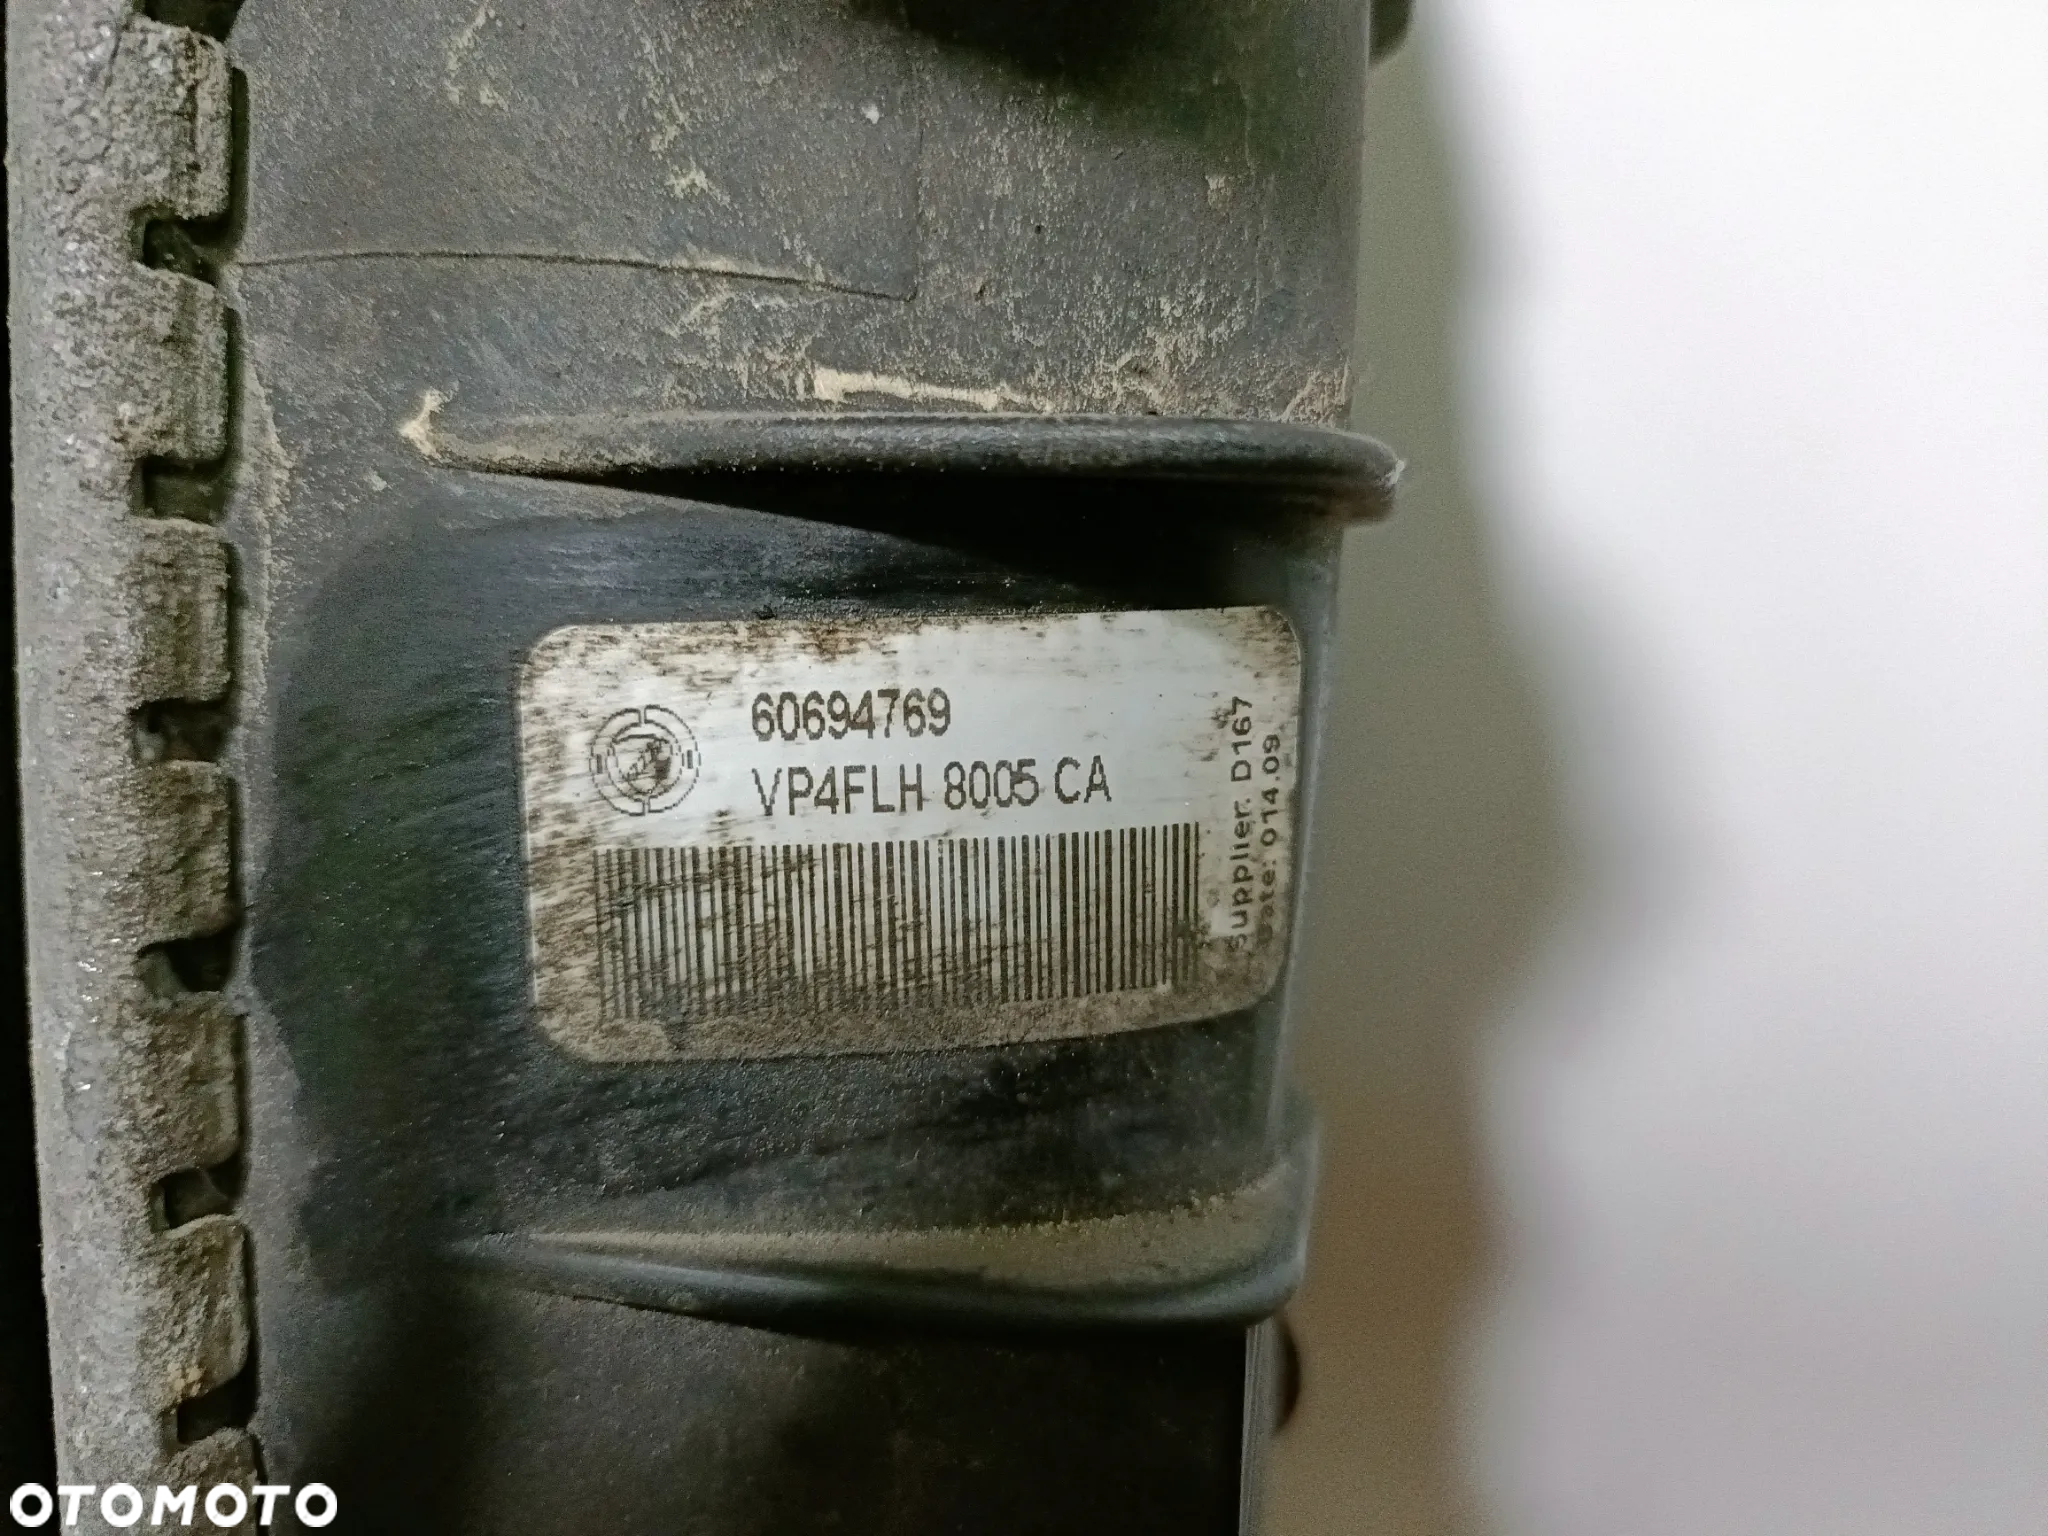 60694769
VP4FLH 8005 CA
Supplier. D167
Date: 014.09
OTOMOTO